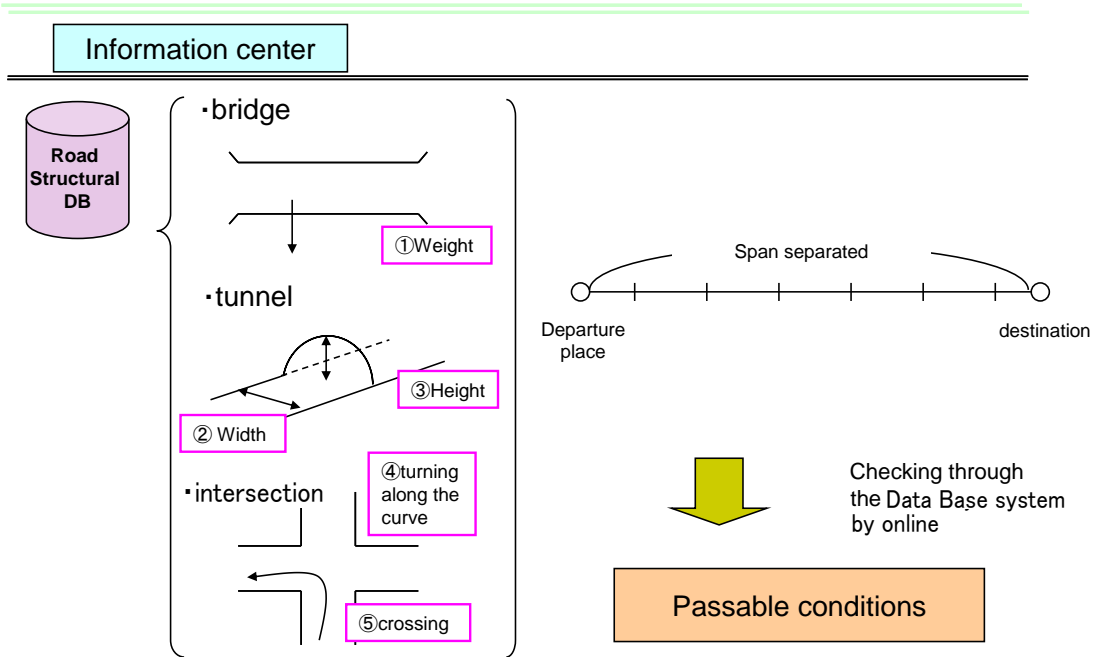 Information center
Road
Structural
DB
・bridge
①Weight
・tunnel
③Height
② Width
・intersection
④turning
along the
curve
⑤crossing
Span separated
Departure
place
destination
Checking through
the Data Base system
by online
Passable conditions